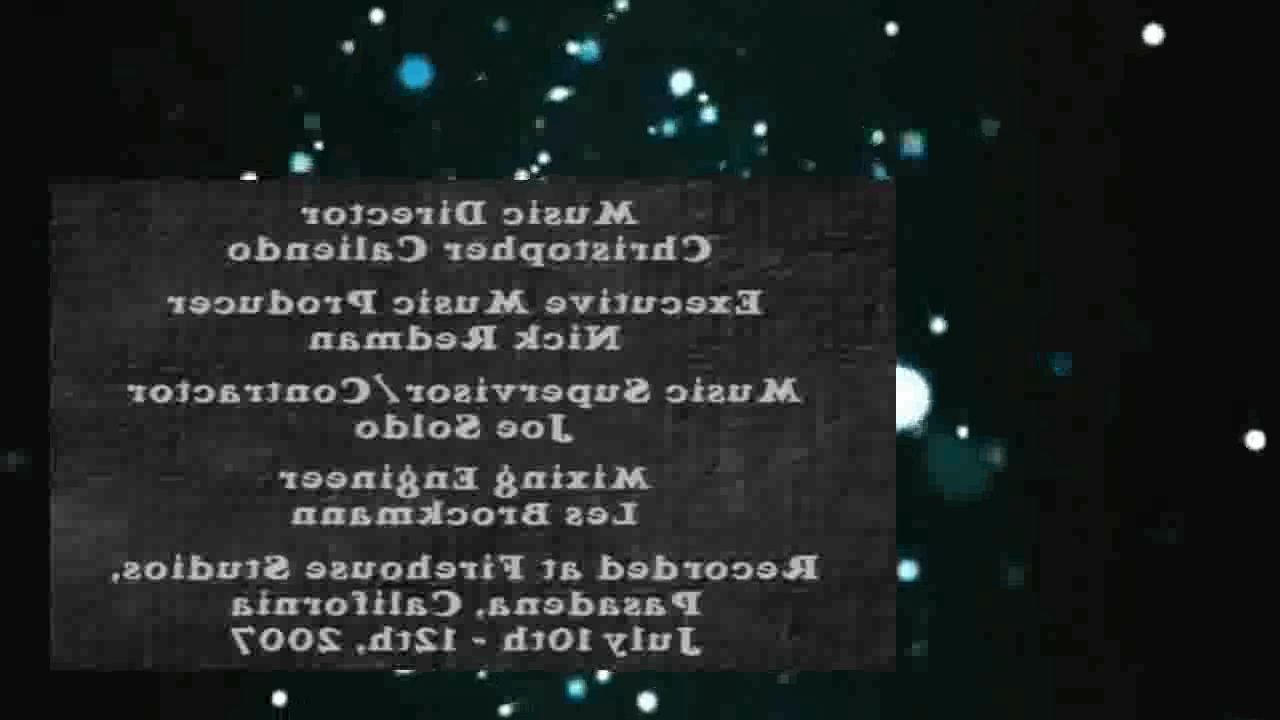 Music Director
Christopher Caliendo
Executive Music Producer
Nick Redman
Music Supervisor/Contractor
Joe Soldo
Mixing Engineer
Les Brockmann
Recorded at Firehouse Studios,
Pasadena, California
July 10th - 12th, 2007